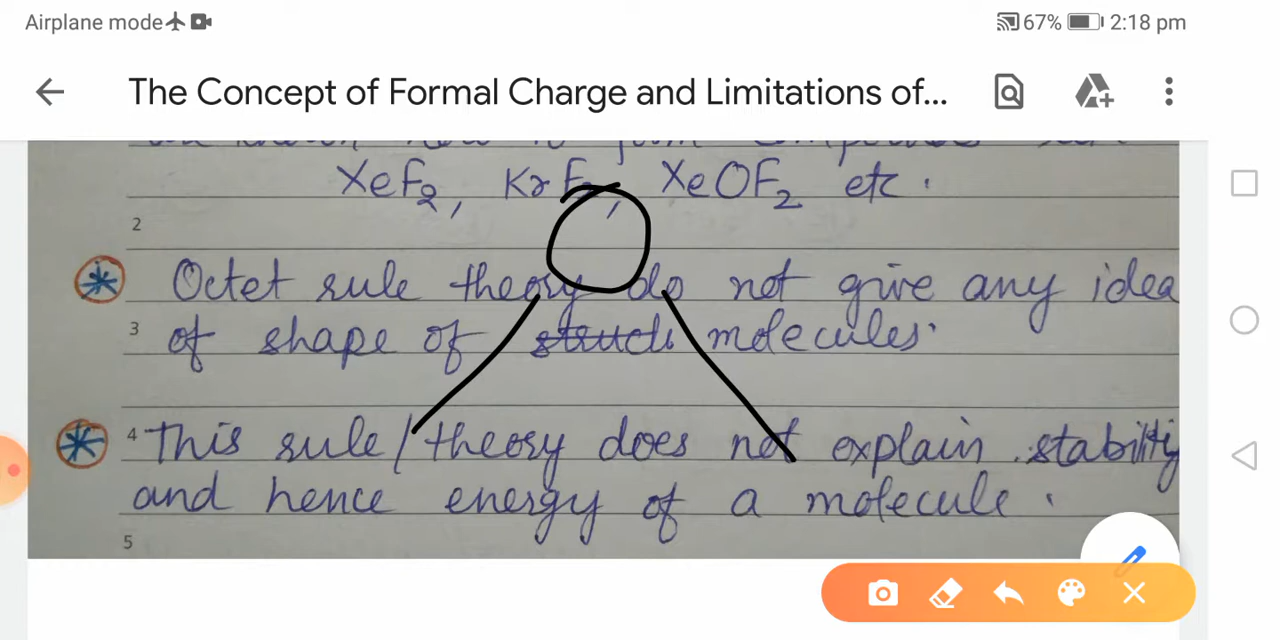 Airplane mode 67% 2:18 pm
The Concept of Formal Charge and Limitations of...
XeF2, KrF2, XeOF2 etc.
2
Octet rule theory do not give any idea
3 of shape of molecules.
4 This rule/theory does not explain stability
and hence energy of a molecule.
5